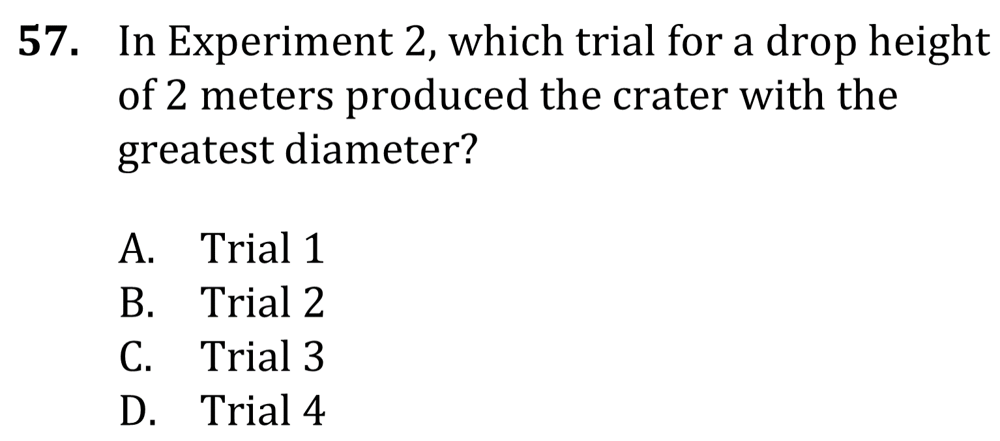 57. In Experiment 2, which trial for a drop height
of 2 meters produced the crater with the
greatest diameter?
A. Trial 1
B. Trial 2
C. Trial 3
D. Trial 4